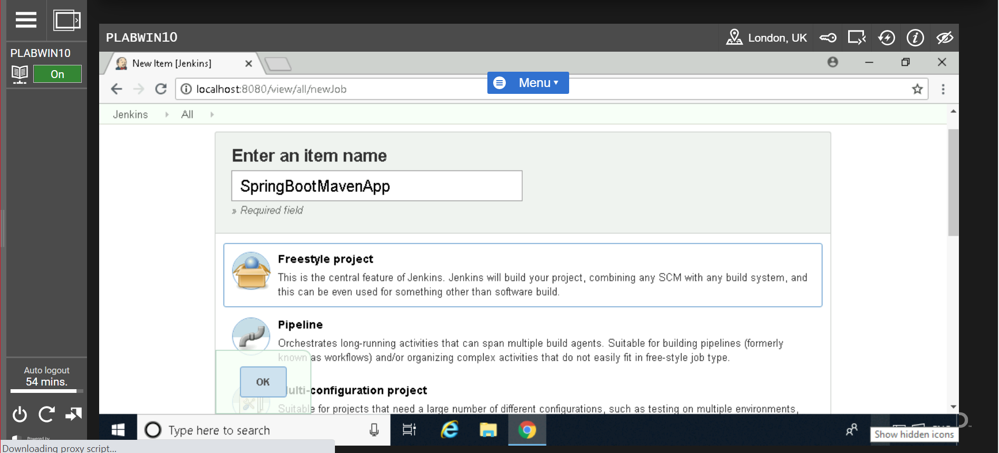 PLABWIN10
On
Auto logout
54 mins.
Powered by
Downloading proxy script...
PLABWIN10
London, UK
New Item [Jenkins]
Menu
localhost:8080/view/all/newJob
Jenkins
All
Enter an item name
SpringBootMavenApp
» Required field
Freestyle project
This is the central feature of Jenkins. Jenkins will build your project, combining any SCM with any build system, and
this can be even used for something other than software build.
Pipeline
Orchestrates long-running activities that can span multiple build agents. Suitable for building pipelines (formerly
known as workflows) and/or organizing complex activities that do not easily fit in free-style job type.
OK
Multi-configuration project
Suitable for projects that need a large number of different configurations, such as testing on multiple environments,
Type here to search
Show hidden icons